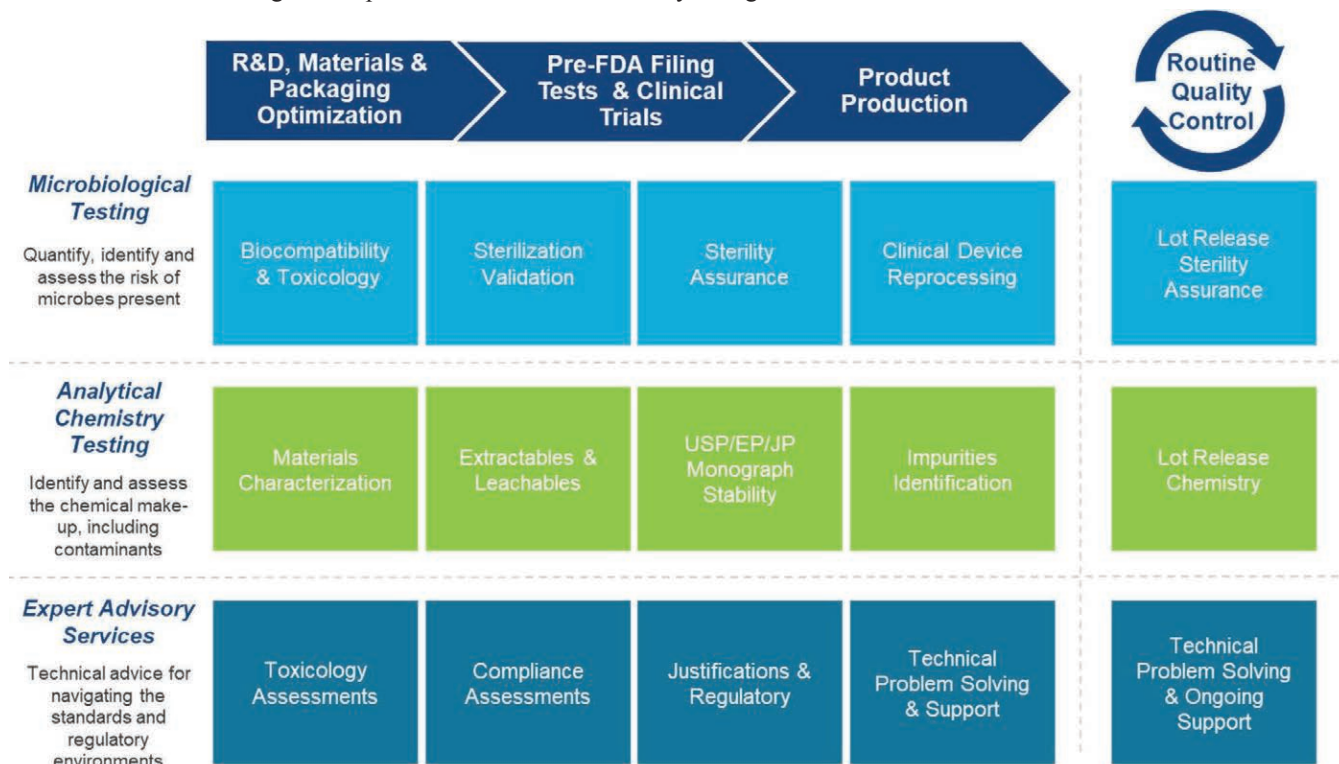 R&D, Materials &
Packaging
Optimization
Pre-FDA Filing
Tests & Clinical
Trials
Product
Production
Routine
Quality
Control
Microbiological
Testing
Quantify, identify and
assess the risk of
microbes present
Biocompatibility
& Toxicology
Sterilization
Validation
Sterility
Assurance
Clinical Device
Reprocessing
Lot Release
Sterility
Assurance
Analytical
Chemistry
Testing
Identify and assess
the chemical make-
up, including
contaminants
Materials
Characterization
Extractables &
Leachables
USP/EP/JP
Monograph
Stability
Impurities
Identification
Lot Release
Chemistry
Expert Advisory
Services
Technical advice for
navigating the
standards and
regulatory
environments
Toxicology
Assessments
Compliance
Assessments
Justifications &
Regulatory
Technical
Problem Solving
& Support
Technical
Problem Solving
& Ongoing
Support